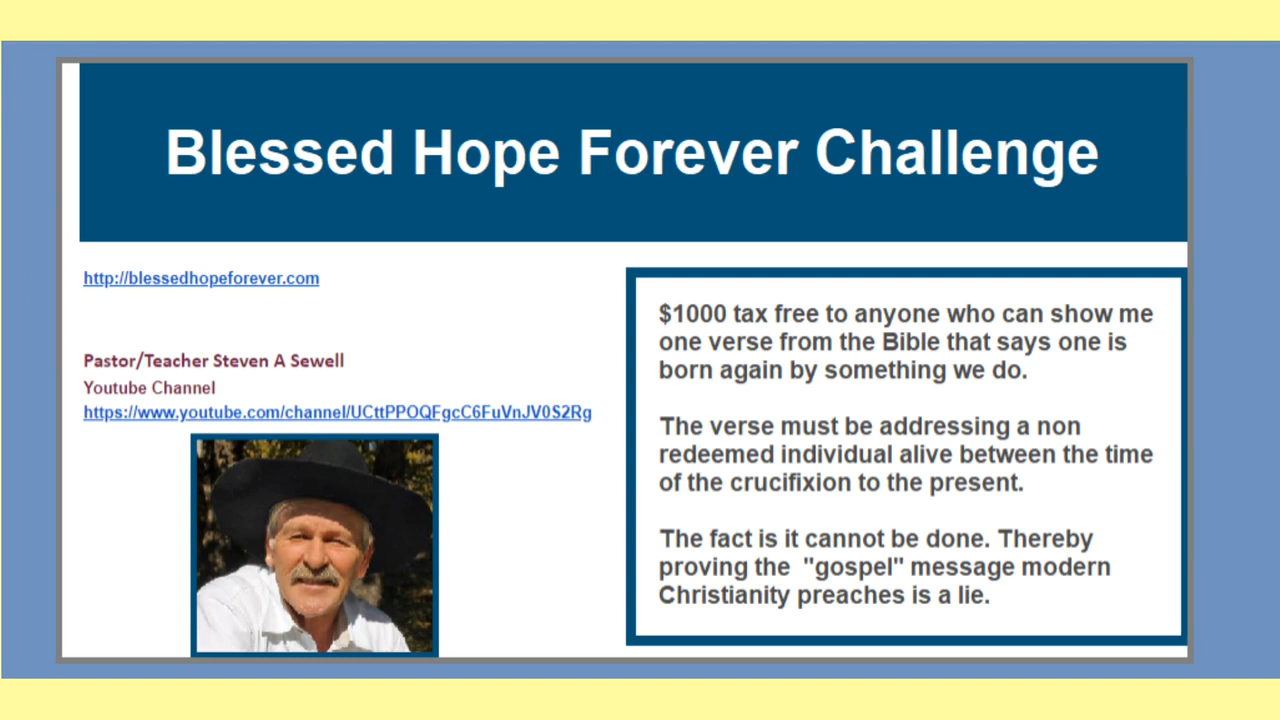 Blessed Hope Forever Challenge
http://blessedhopeforever.com
Pastor/Teacher Steven A Sewell
Youtube Channel
https://www.youtube.com/channel/UCttPPOQFgcC6FuVnJV0S2Rg
$1000 tax free to anyone who can show me
one verse from the Bible that says one is
born again by something we do.
The verse must be addressing a non
redeemed individual alive between the time
of the crucifixion to the present.
The fact is it cannot be done. Thereby
proving the "gospel" message modern
Christianity preaches is a lie.